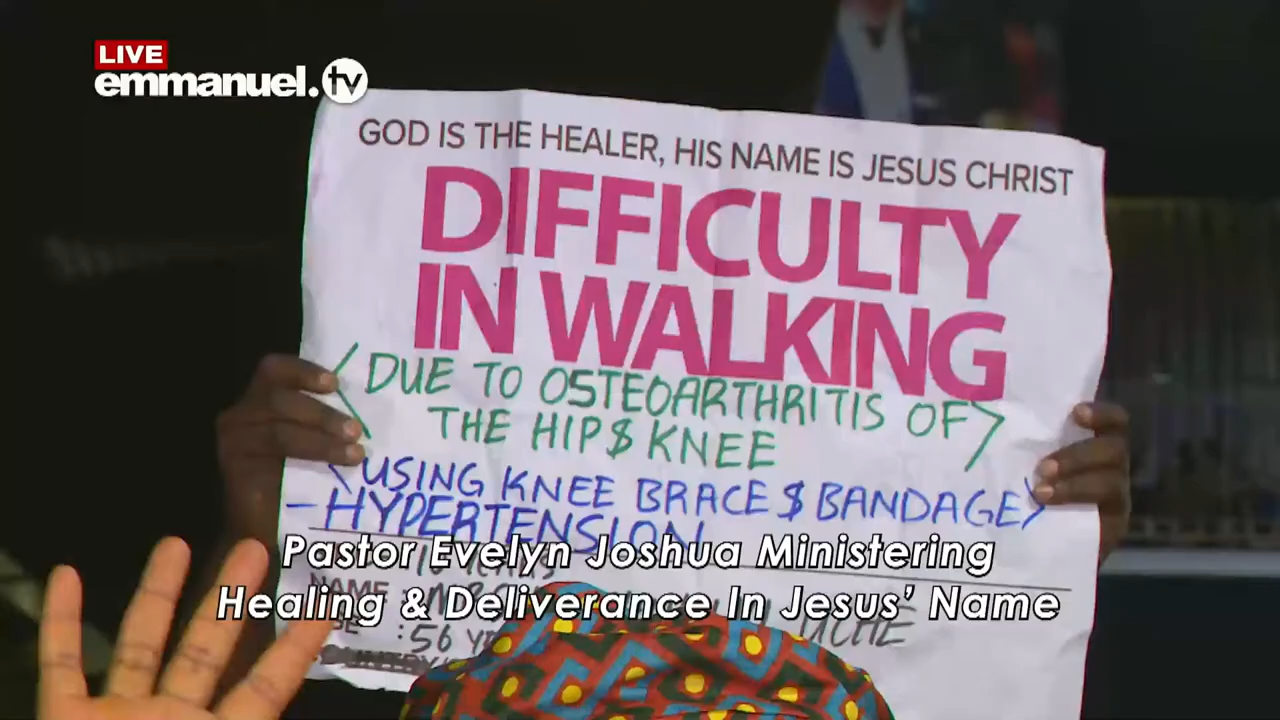 LIVE
emmanuel.tv
GOD IS THE HEALER, HIS NAME IS JESUS CHRIST
DIFFICULTY
IN WALKING
<DUE TO OSTEOARTHRITIS OF>
THE HIP $ KNEE
<USING KNEE BRACE $ BANDAGE>
- HYPERTENSION
YEARS
Pastor Evelyn Joshua Ministering
NAME : UCHE
Healing & Deliverance In Jesus’ Name
: 56